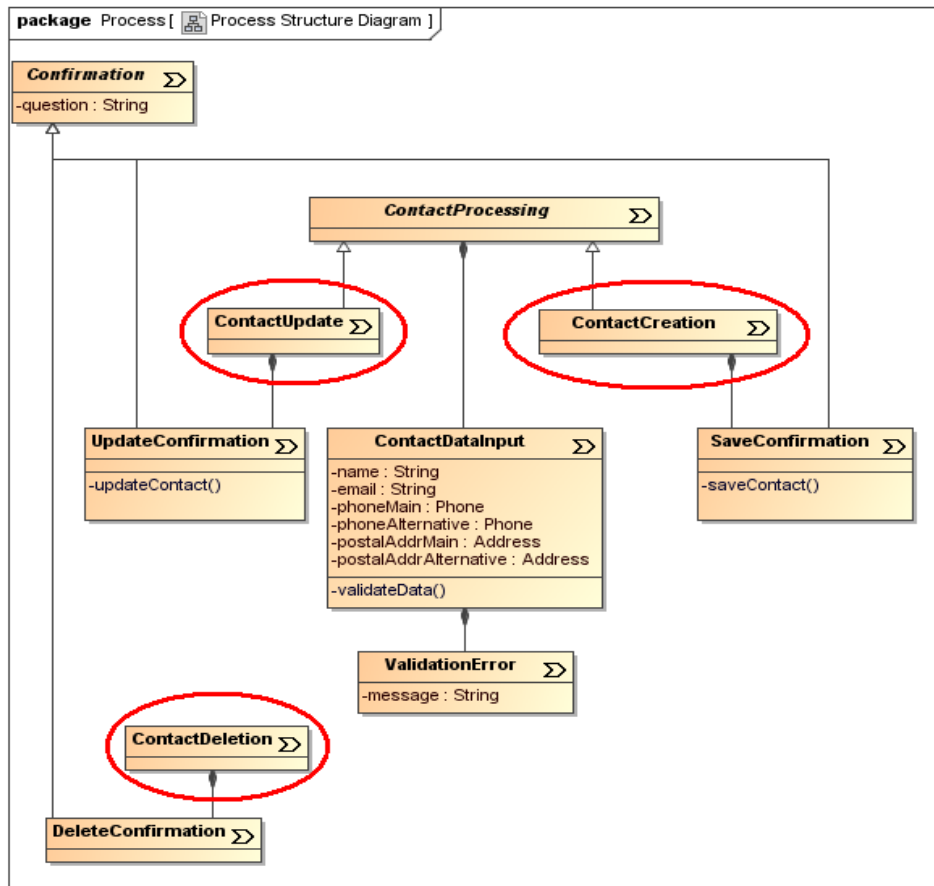 package Process[ Process Structure Diagram ]
Confirmation
-question : String
ContactProcessing
ContactUpdate
ContactCreation
UpdateConfirmation
-updateContact()
ContactDataInput
-name : String
-email : String
-phoneMain : Phone
-phoneAlternative : Phone
-postalAddrMain : Address
-postalAddrAlternative : Address
-validateData()
SaveConfirmation
-saveContact()
ValidationError
-message : String
ContactDeletion
DeleteConfirmation